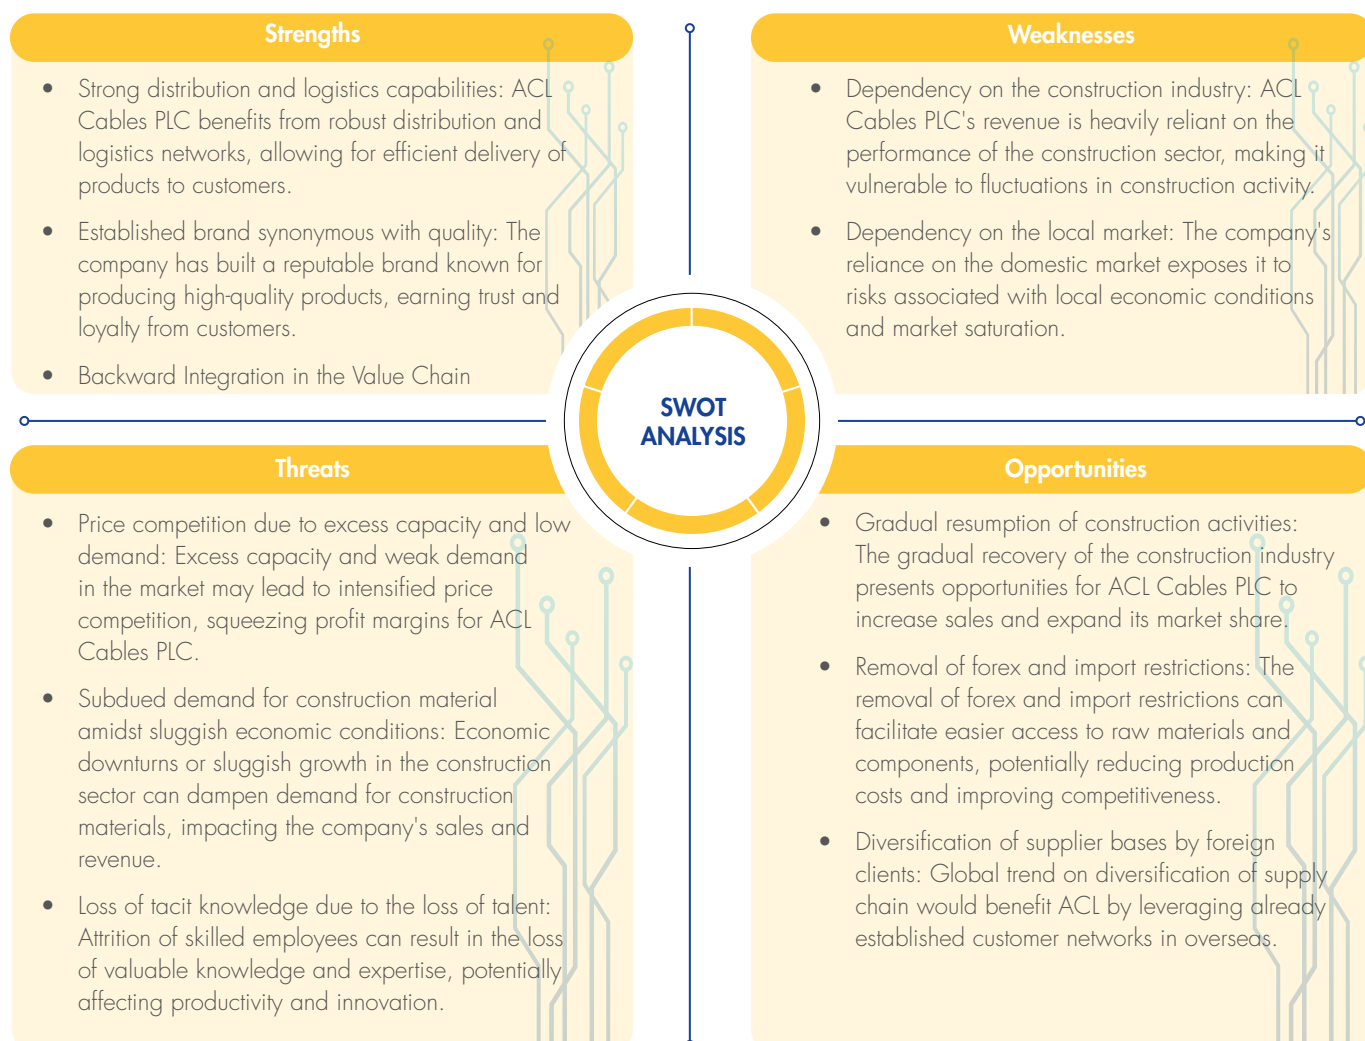 Strengths
• Strong distribution and logistics capabilities: ACL
Cables PLC benefits from robust distribution and
logistics networks, allowing for efficient delivery of
products to customers.
• Established brand synonymous with quality: The
company has built a reputable brand known for
producing high-quality products, earning trust and
loyalty from customers.
• Backward Integration in the Value Chain
Weaknesses
• Dependency on the construction industry: ACL
Cables PLC's revenue is heavily reliant on the
performance of the construction sector, making it
vulnerable to fluctuations in construction activity.
• Dependency on the local market: The company's
reliance on the domestic market exposes it to
risks associated with local economic conditions
and market saturation.
SWOT
ANALYSIS
Threats
• Price competition due to excess capacity and low
demand: Excess capacity and weak demand
in the market may lead to intensified price
competition, squeezing profit margins for ACL
Cables PLC.
• Subdued demand for construction material
amidst sluggish economic conditions: Economic
downturns or sluggish growth in the construction
sector can dampen demand for construction
materials, impacting the company's sales and
revenue.
• Loss of tacit knowledge due to the loss of talent:
Attrition of skilled employees can result in the loss
of valuable knowledge and expertise, potentially
affecting productivity and innovation.
Opportunities
• Gradual resumption of construction activities:
The gradual recovery of the construction industry
presents opportunities for ACL Cables PLC to
increase sales and expand its market share.
• Removal of forex and import restrictions: The
removal of forex and import restrictions can
facilitate easier access to raw materials and
components, potentially reducing production
costs and improving competitiveness.
• Diversification of supplier bases by foreign
clients: Global trend on diversification of supply
chain would benefit ACL by leveraging already
established customer networks in overseas.